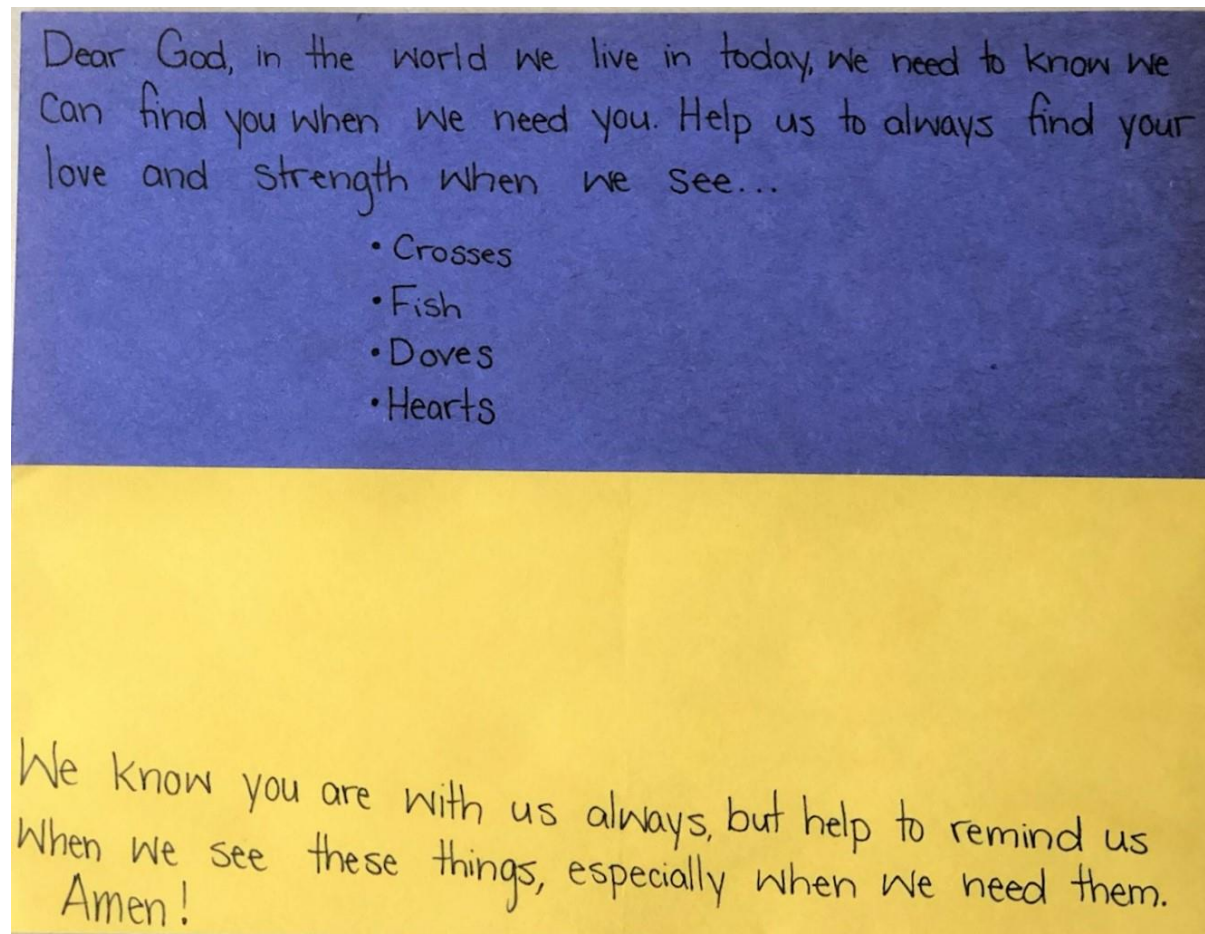 Dear God, in the world we live in today, we need to know we
can find you when we need you. Help us to always find your
love and strength when we see...
• Crosses
• Fish
• Doves
• Hearts
We know you are with us always, but help to remind us
when we see these things, especially when we need them.
Amen!